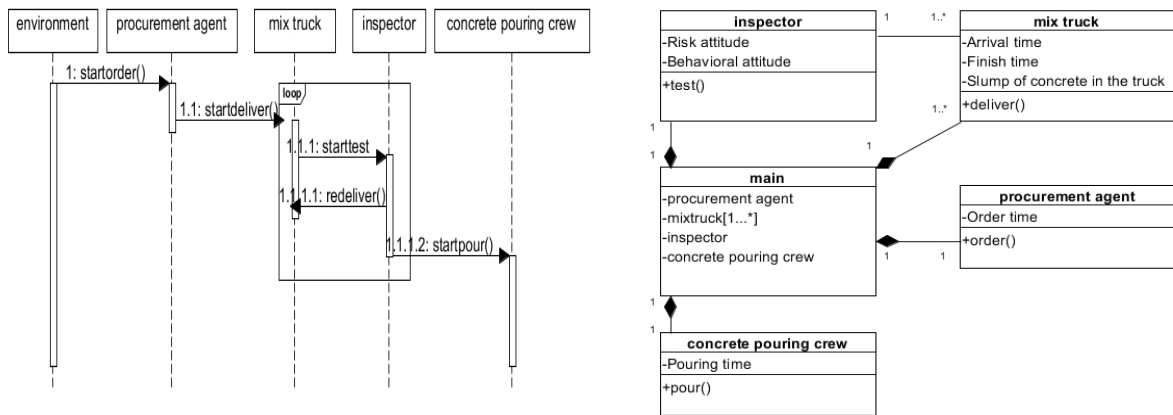 environment
procurement agent
mix truck
inspector
concrete pouring crew
1: startorder()
loop
1.1: startdeliver()
1.1.1: starttest
1.1.1.1: redeliver()
1.1.1.2: startpour()
inspector
-Risk attitude
-Behavioral attitude
+test()
1
1..*
mix truck
-Arrival time
-Finish time
-Slump of concrete in the truck
+deliver()
1
1..*
1
1
main
-procurement agent
-mixtruck[1...*]
-inspector
-concrete pouring crew
procurement agent
-Order time
+order()
1
1
1
1
concrete pouring crew
-Pouring time
+pour()